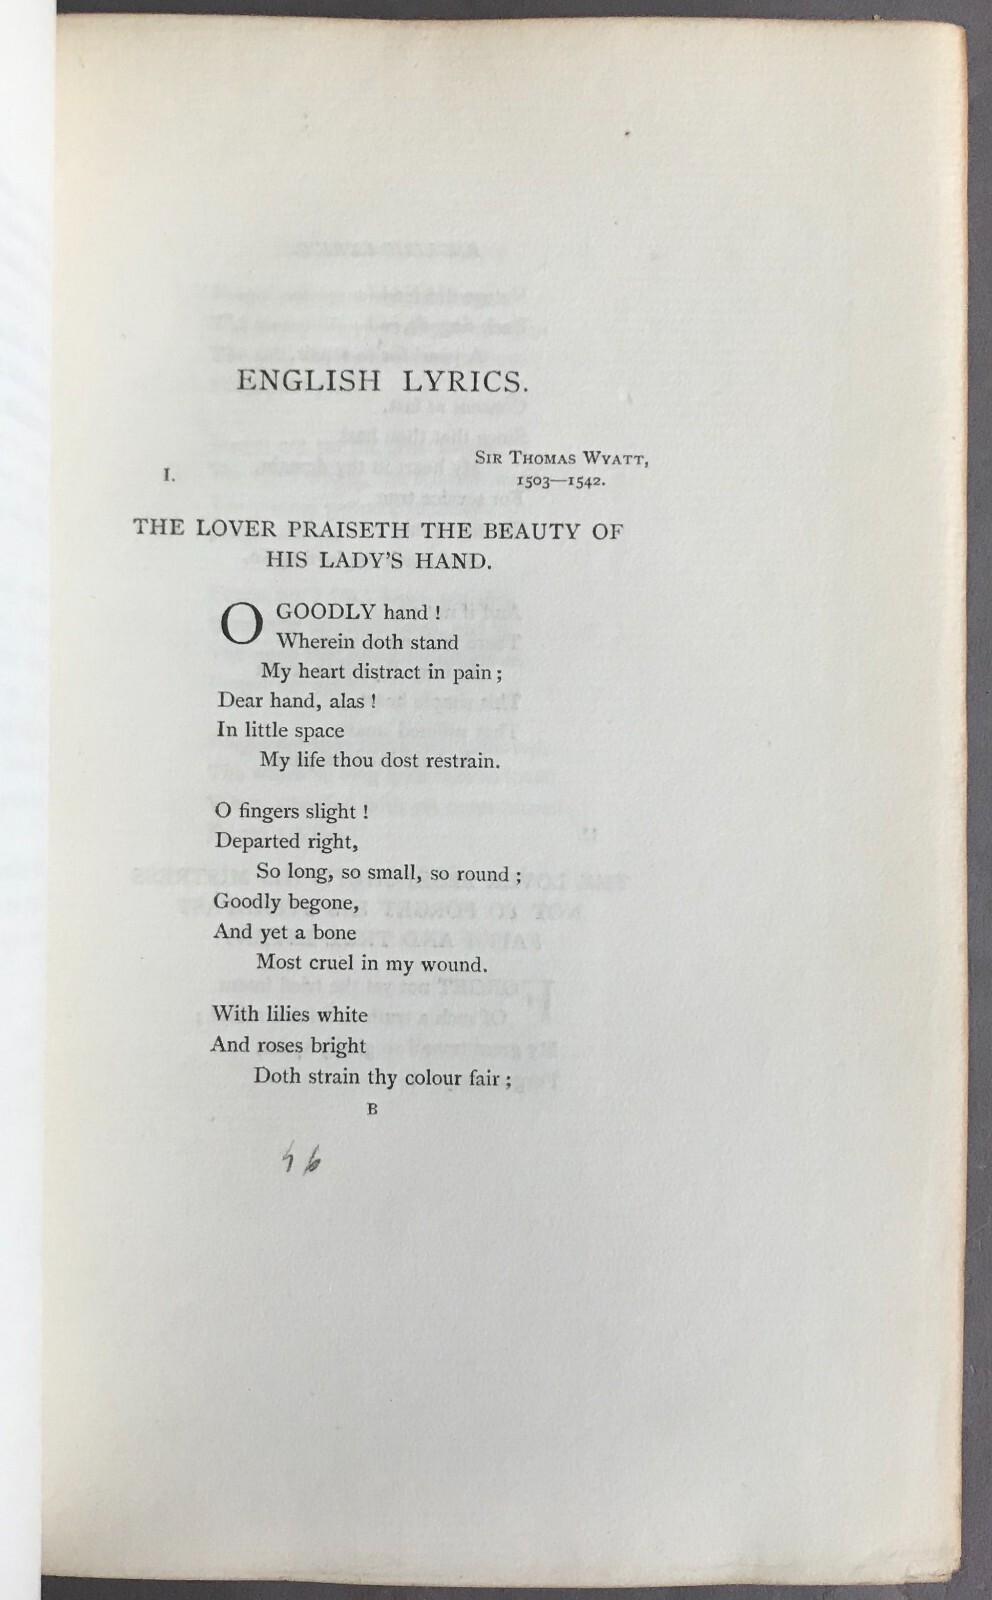 ENGLISH LYRICS.
SIR THOMAS WYATT,
I.
1503—1542.
THE LOVER PRAISETH THE BEAUTY OF
HIS LADY'S HAND.
O GOODLY hand !
Wherein doth stand
My heart distract in pain ;
Dear hand, alas !
In little space
My life thou dost restrain.
O fingers slight !
Departed right,
So long, so small, so round ;
Goodly begone,
And yet a bone
Most cruel in my wound.
With lilies white
And roses bright
Doth strain thy colour fair ;
B